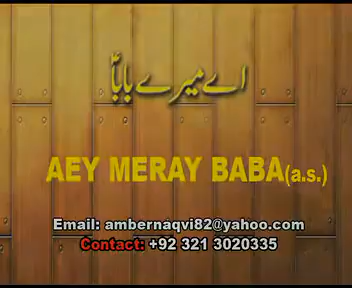 اے میرے بابا
AEY MERAY BABA(a.s.)
Email: ambernaqvi82@yahoo.com
Contact: +92 321 3020335